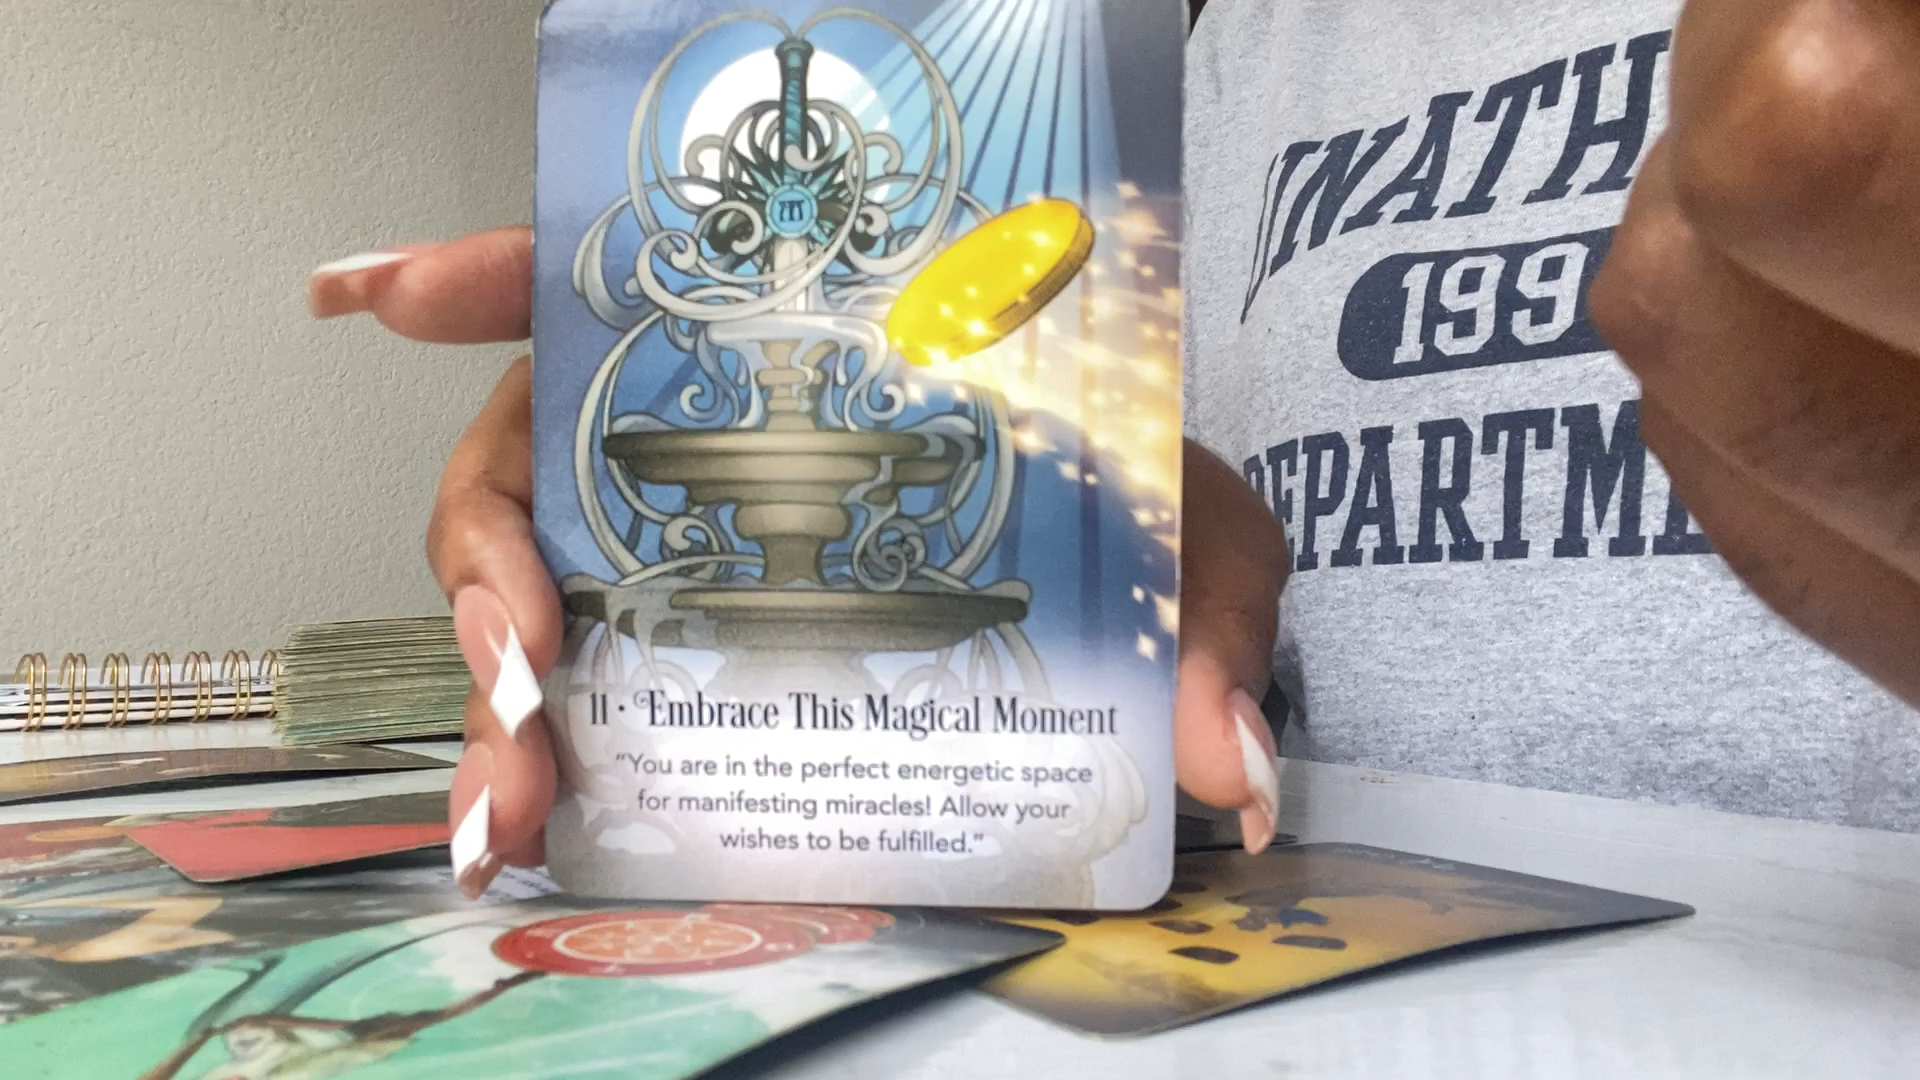 11 · Embrace This Magical Moment
"You are in the perfect energetic space
for manifesting miracles! Allow your
wishes to be fulfilled."
INATH
199
DEPARTM